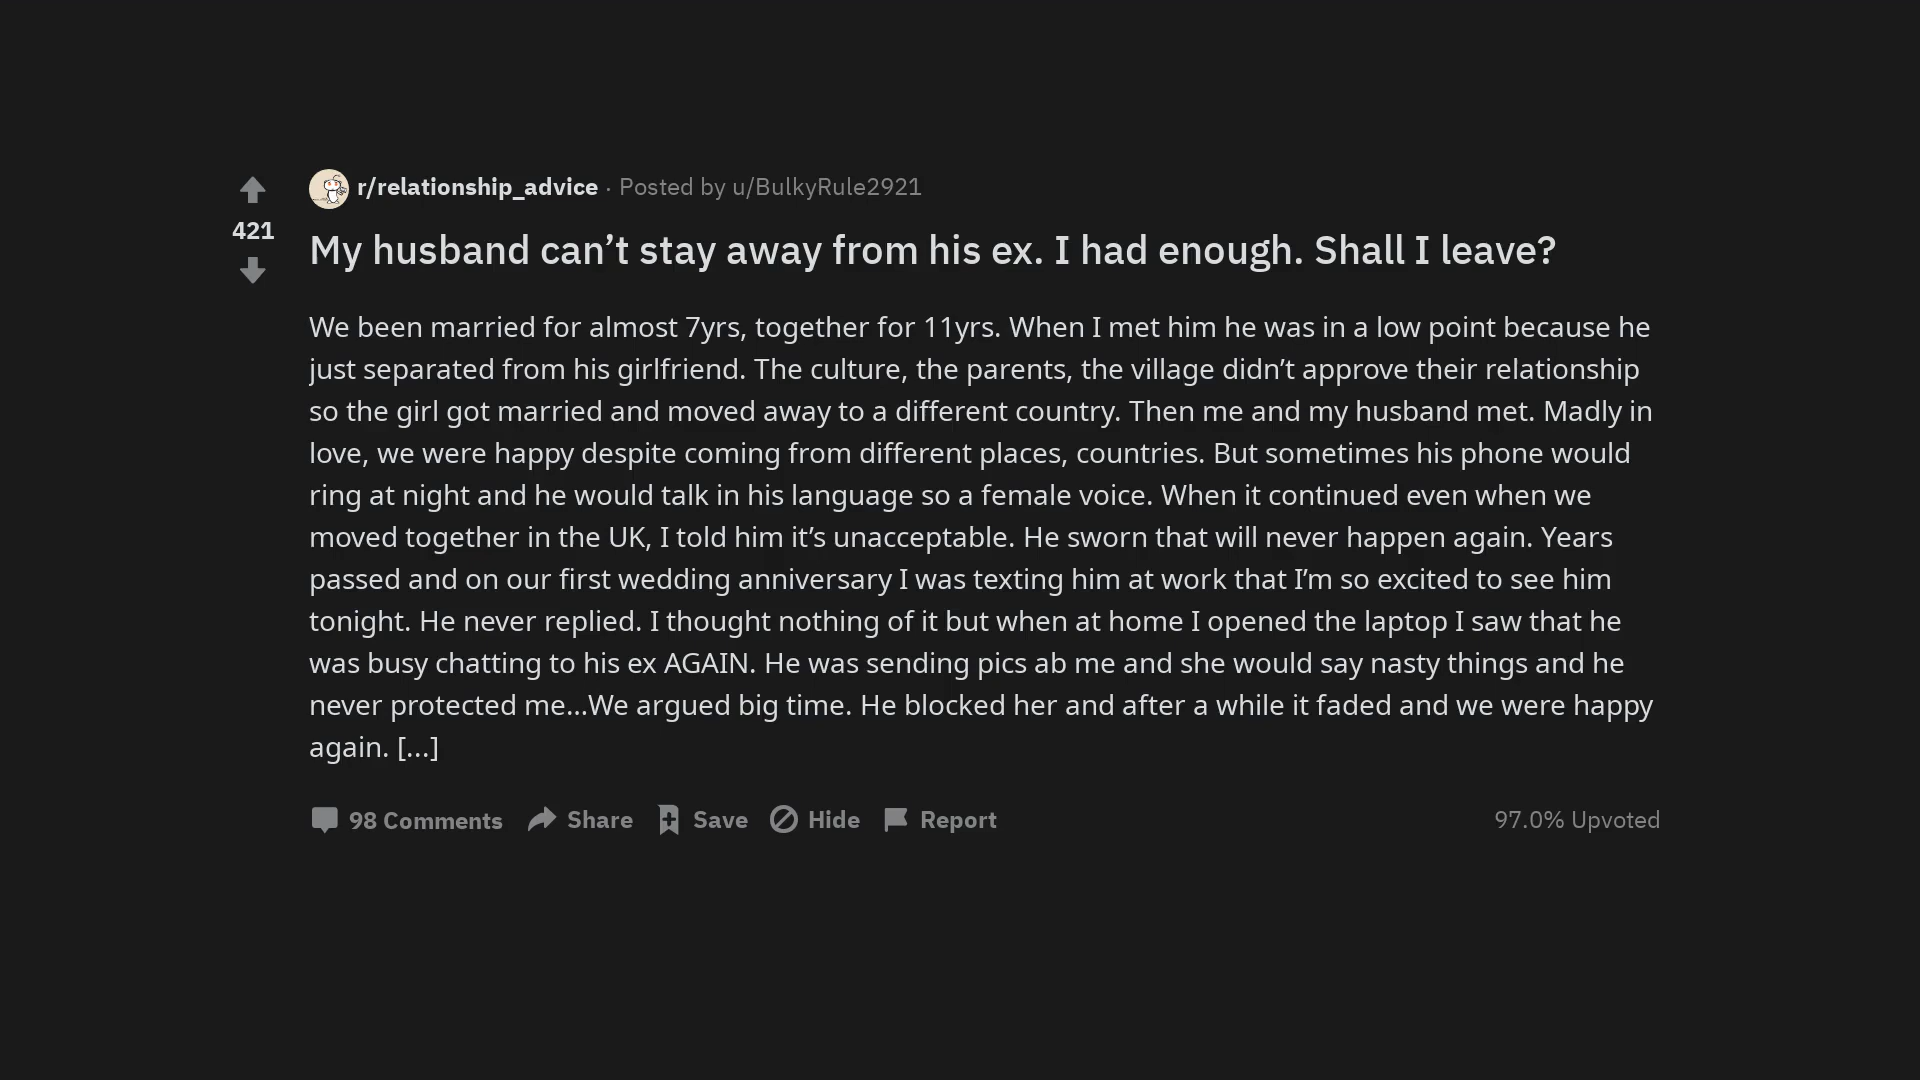 r/relationship_advice · Posted by u/BulkyRule2921
421
My husband can’t stay away from his ex. I had enough. Shall I leave?
We been married for almost 7yrs, together for 11yrs. When I met him he was in a low point because he
just separated from his girlfriend. The culture, the parents, the village didn’t approve their relationship
so the girl got married and moved away to a different country. Then me and my husband met. Madly in
love, we were happy despite coming from different places, countries. But sometimes his phone would
ring at night and he would talk in his language so a female voice. When it continued even when we
moved together in the UK, I told him it’s unacceptable. He sworn that will never happen again. Years
passed and on our first wedding anniversary I was texting him at work that I’m so excited to see him
tonight. He never replied. I thought nothing of it but when at home I opened the laptop I saw that he
was busy chatting to his ex AGAIN. He was sending pics ab me and she would say nasty things and he
never protected me...We argued big time. He blocked her and after a while it faded and we were happy
again. [...]
98 Comments Share Save Hide Report 97.0% Upvoted